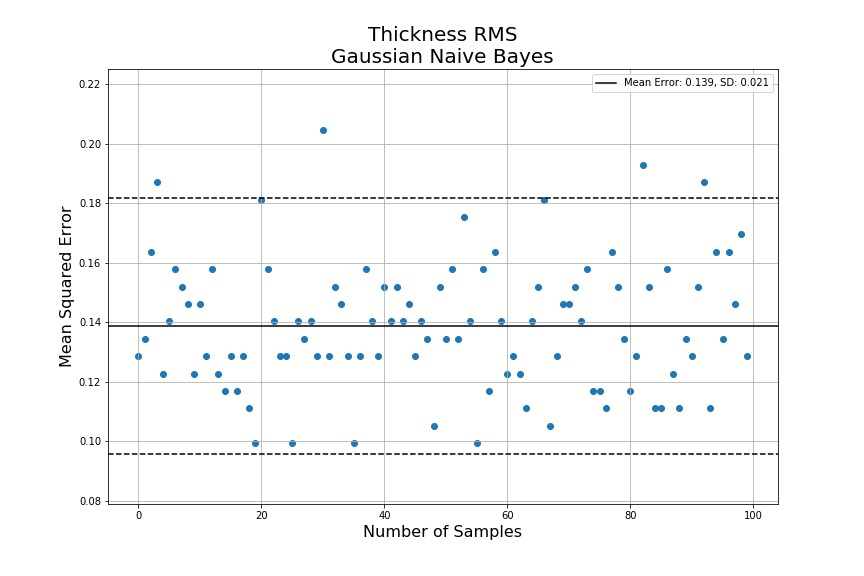 Thickness RMS
Gaussian Naive Bayes
Mean Error: 0.139, SD: 0.021
Mean Squared Error
0.22
0.20
0.18
0.16
0.14
0.12
0.10
0.08
0
20
40
60
80
100
Number of Samples